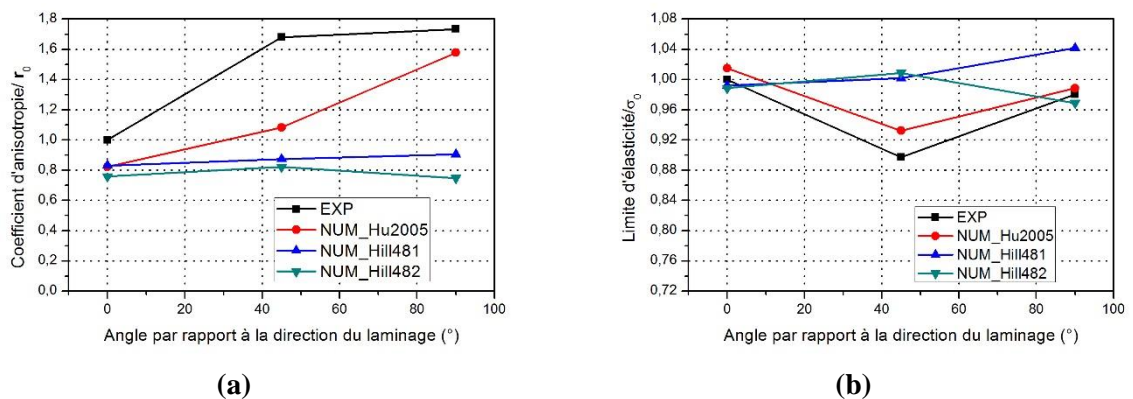 Coefficient d'anisotropie/ r0
1,8
1,6
1,4
1,2
1,0
0,8
0,6
0,4
0,2
0,0
EXP
NUM_Hu2005
NUM_Hill481
NUM_Hill482
0 20 40 60 80 100
Angle par rapport à la direction du laminage (°)
(a)
Limite d'élasticité/σ0
1,08
1,04
1,00
0,96
0,92
0,88
0,84
0,80
0,76
0,72
EXP
NUM_Hu2005
NUM_Hill481
NUM_Hill482
0 20 40 60 80 100
Angle par rapport à la direction du laminage (°)
(b)